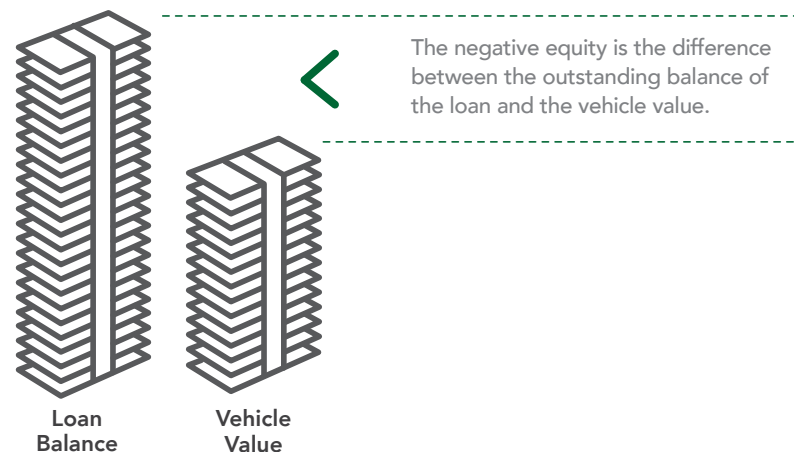 The negative equity is the difference
between the outstanding balance of
the loan and the vehicle value.
Loan
Balance
Vehicle
Value